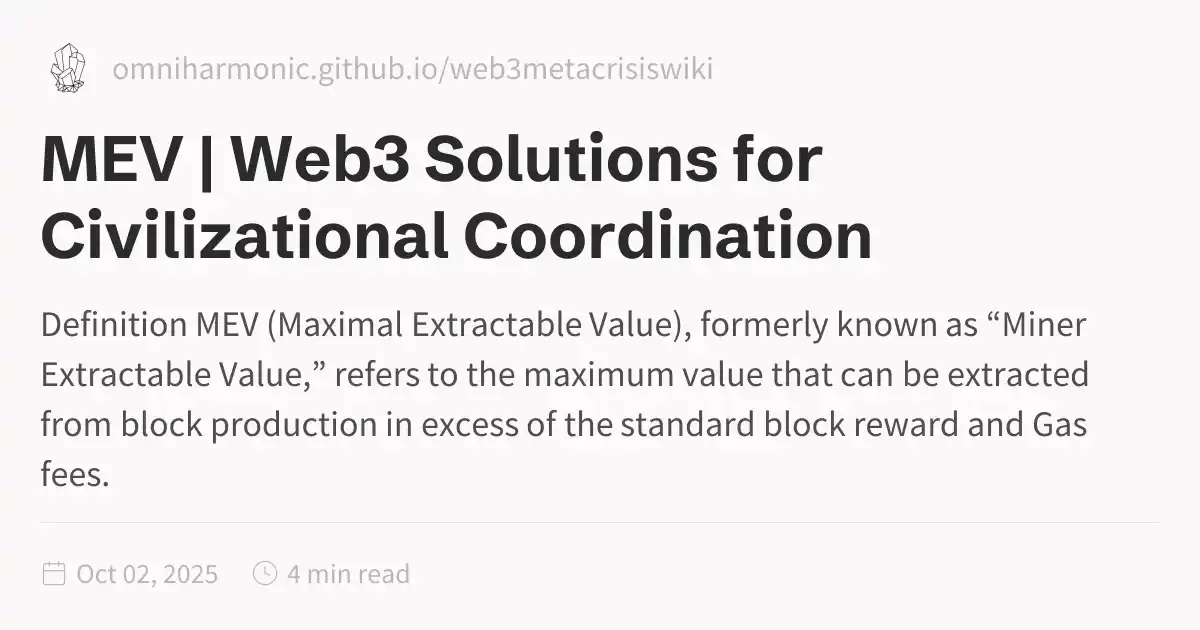 omniharmonic.github.io/web3metacrisiswiki
MEV | Web3 Solutions for
Civilizational Coordination
Definition MEV (Maximal Extractable Value), formerly known as “Miner
Extractable Value,” refers to the maximum value that can be extracted
from block production in excess of the standard block reward and Gas
fees.
Oct 02, 2025 4 min read